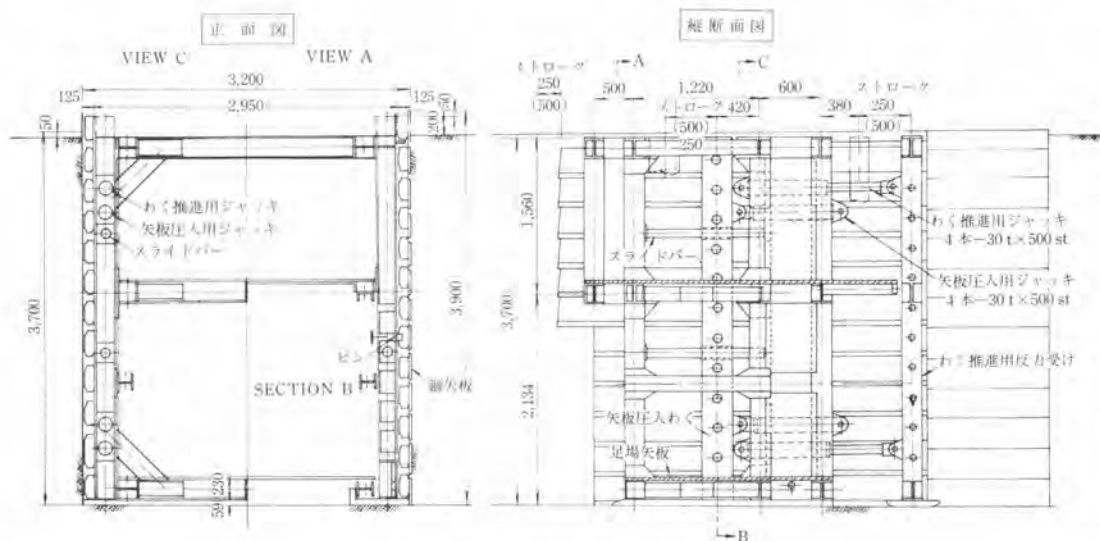 正面図
VIEW C
VIEW A
3,200
125
2,950
125
50
50
200
わく推進用ジャッキ
矢板圧入用ジャッキ
スライドバー
3,700
3,900
ピン
SECTION B
鋼矢板
230
59
縦断面図
ストローク
250
(500)
A
500
1,220
C
600
ストローク
420
(500)
250
380
ストローク
250
(500)
1,560
スライドバー
わく推進用ジャッキ
4本−30t×500st
矢板圧入用ジャッキ
4本−30t×500st
3,700
2,134
わく推進用反力受け
矢板圧入わく
足場矢板
B